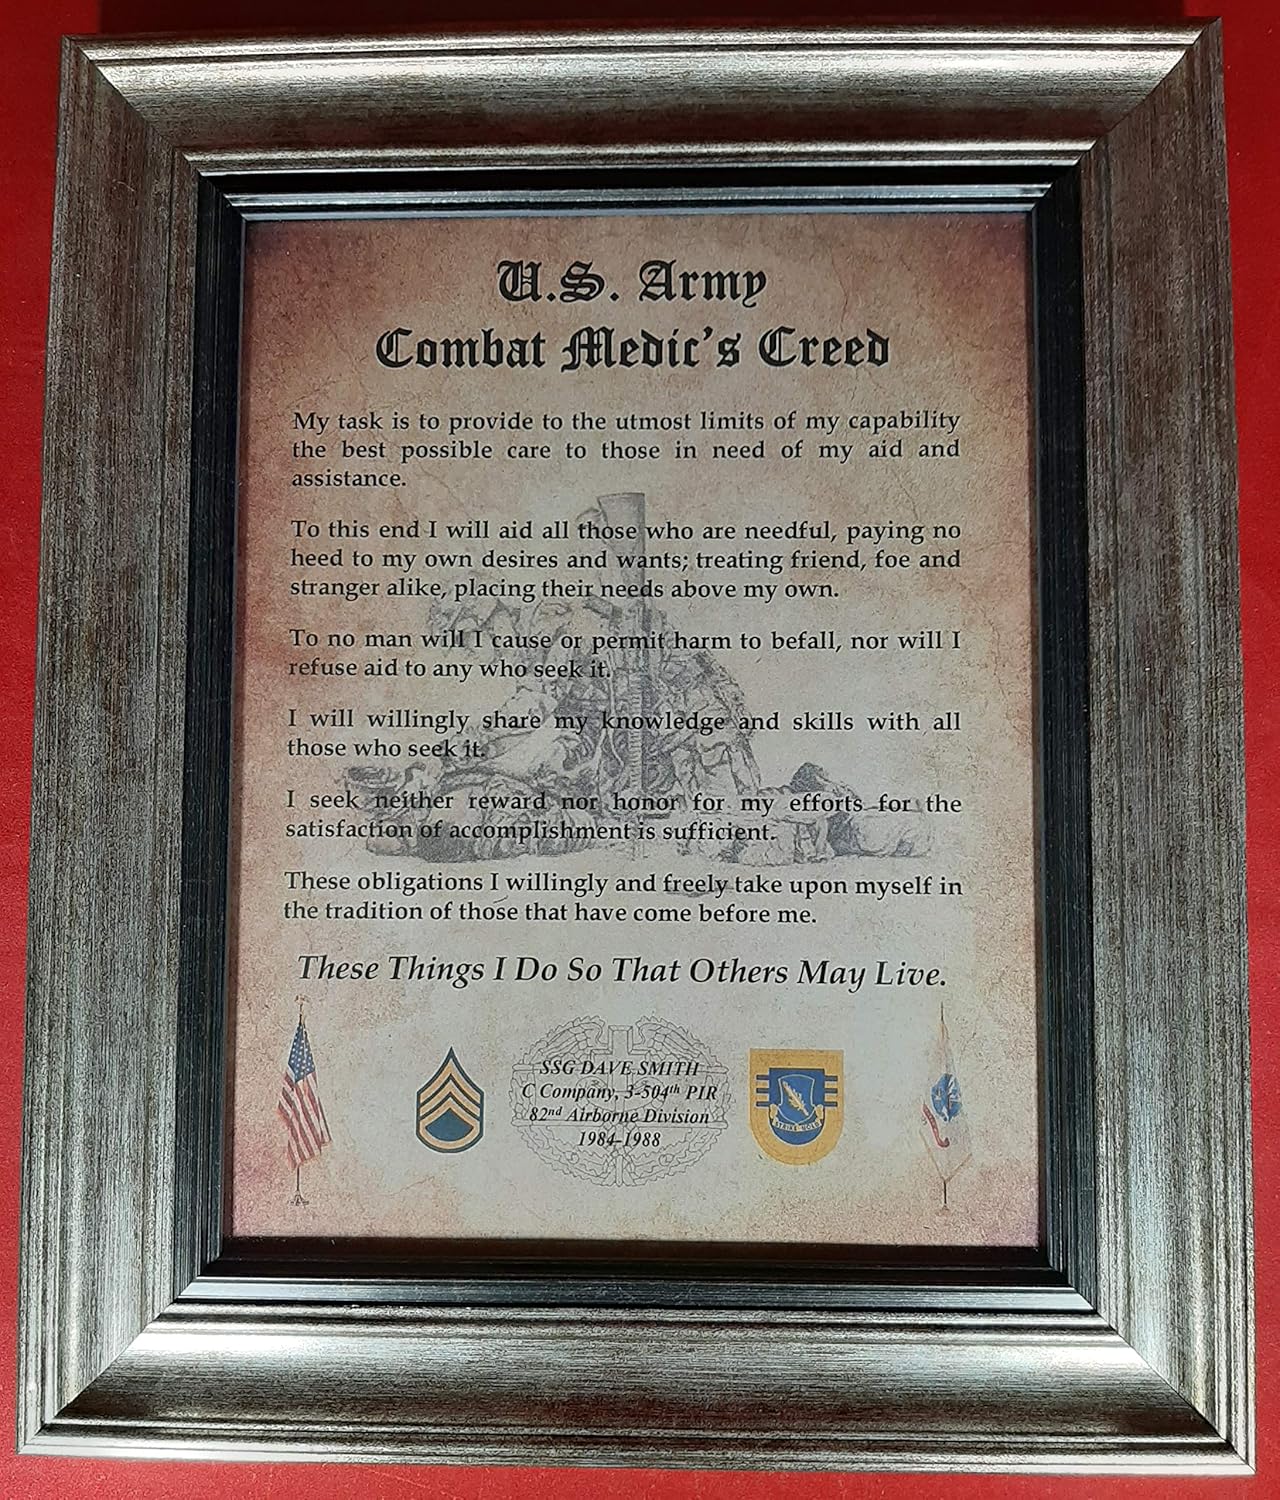 U.S. Army
Combat Medic's Creed
My task is to provide to the utmost limits of my capability
the best possible care to those in need of my aid and
assistance.
To this end I will aid all those who are needful, paying no
heed to my own desires and wants; treating friend, foe and
stranger alike, placing their needs above my own.
To no man will I cause or permit harm to befall, nor will I
refuse aid to any who seek it.
I will willingly share my knowledge and skills with all
those who seek it.
I seek neither reward nor honor for my efforts for the
satisfaction of accomplishment is sufficient.
These obligations I willingly and freely take upon myself in
the tradition of those that have come before me.
These Things I Do So That Others May Live.
SSG DAVE SMITH
C Company, 3-504th PIR
82nd Airborne Division
1984-1988
STRIKE HOLD